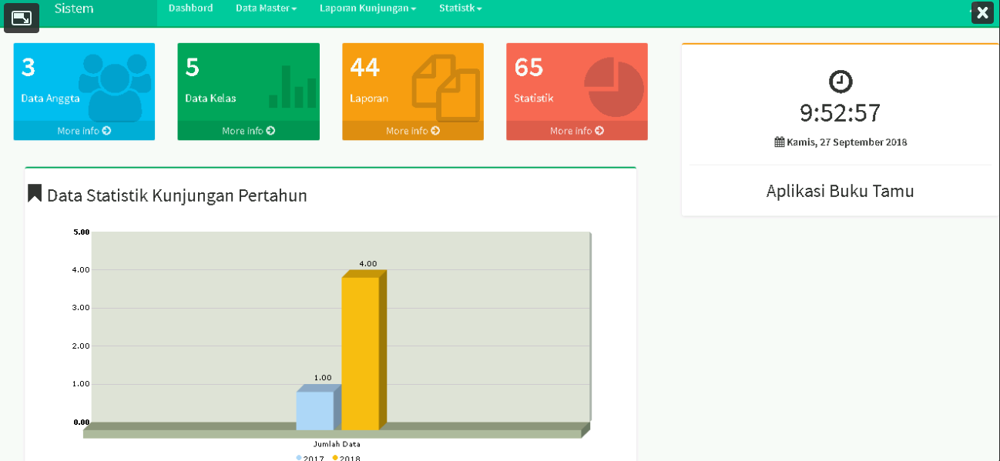 Sistem
Dashbord
Data Master
Laporan Kunjungan
Statistk
3
Data Anggta
More info
5
Data Kelas
More info
44
Laporan
More info
65
Statistik
More info
9:52:57
Kamis, 27 September 2018
Aplikasi Buku Tamu
Data Statistik Kunjungan Pertahun
5.00
4.00
3.00
2.00
1.00
0.00
4.00
1.00
Jumlah Data
2017
2018